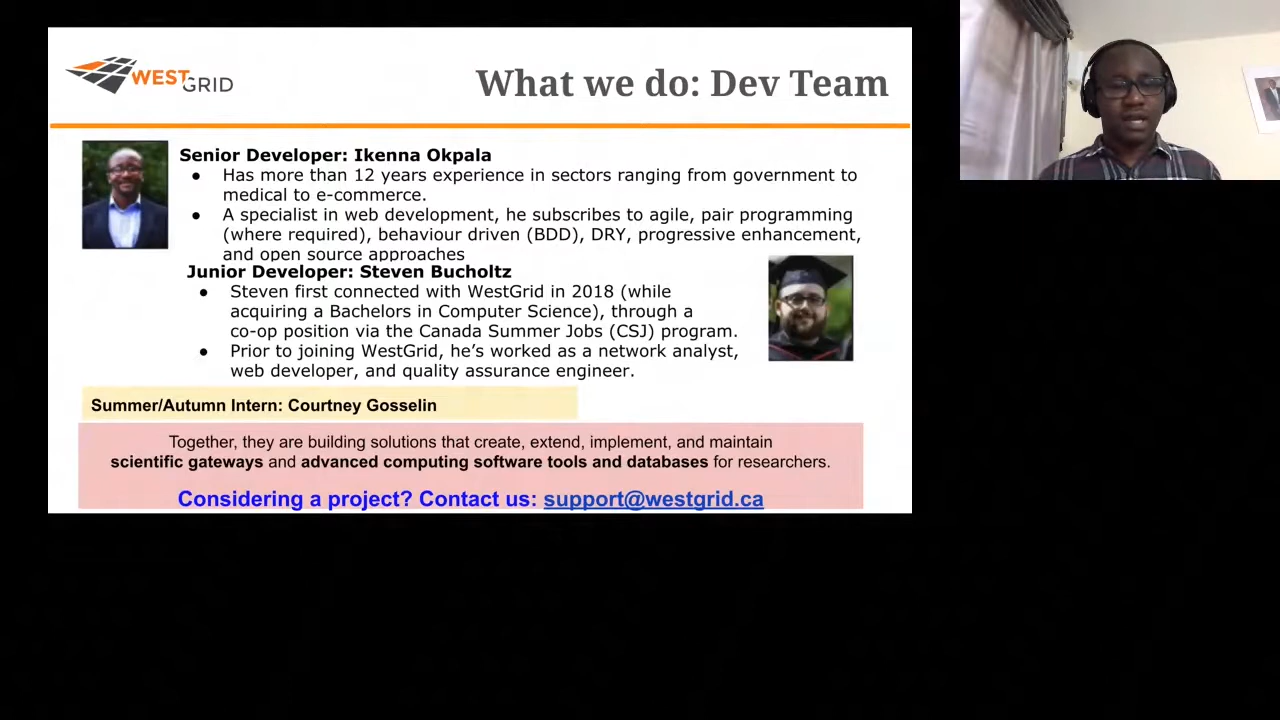 WESTGRID
What we do: Dev Team
Senior Developer: Ikenna Okpala
● Has more than 12 years experience in sectors ranging from government to
medical to e-commerce.
● A specialist in web development, he subscribes to agile, pair programming
(where required), behaviour driven (BDD), DRY, progressive enhancement,
and open source approaches
Junior Developer: Steven Bucholtz
● Steven first connected with WestGrid in 2018 (while
acquiring a Bachelors in Computer Science), through a
co-op position via the Canada Summer Jobs (CSJ) program.
● Prior to joining WestGrid, he’s worked as a network analyst,
web developer, and quality assurance engineer.
Summer/Autumn Intern: Courtney Gosselin
Together, they are building solutions that create, extend, implement, and maintain
scientific gateways and advanced computing software tools and databases for researchers.
Considering a project? Contact us: support@westgrid.ca